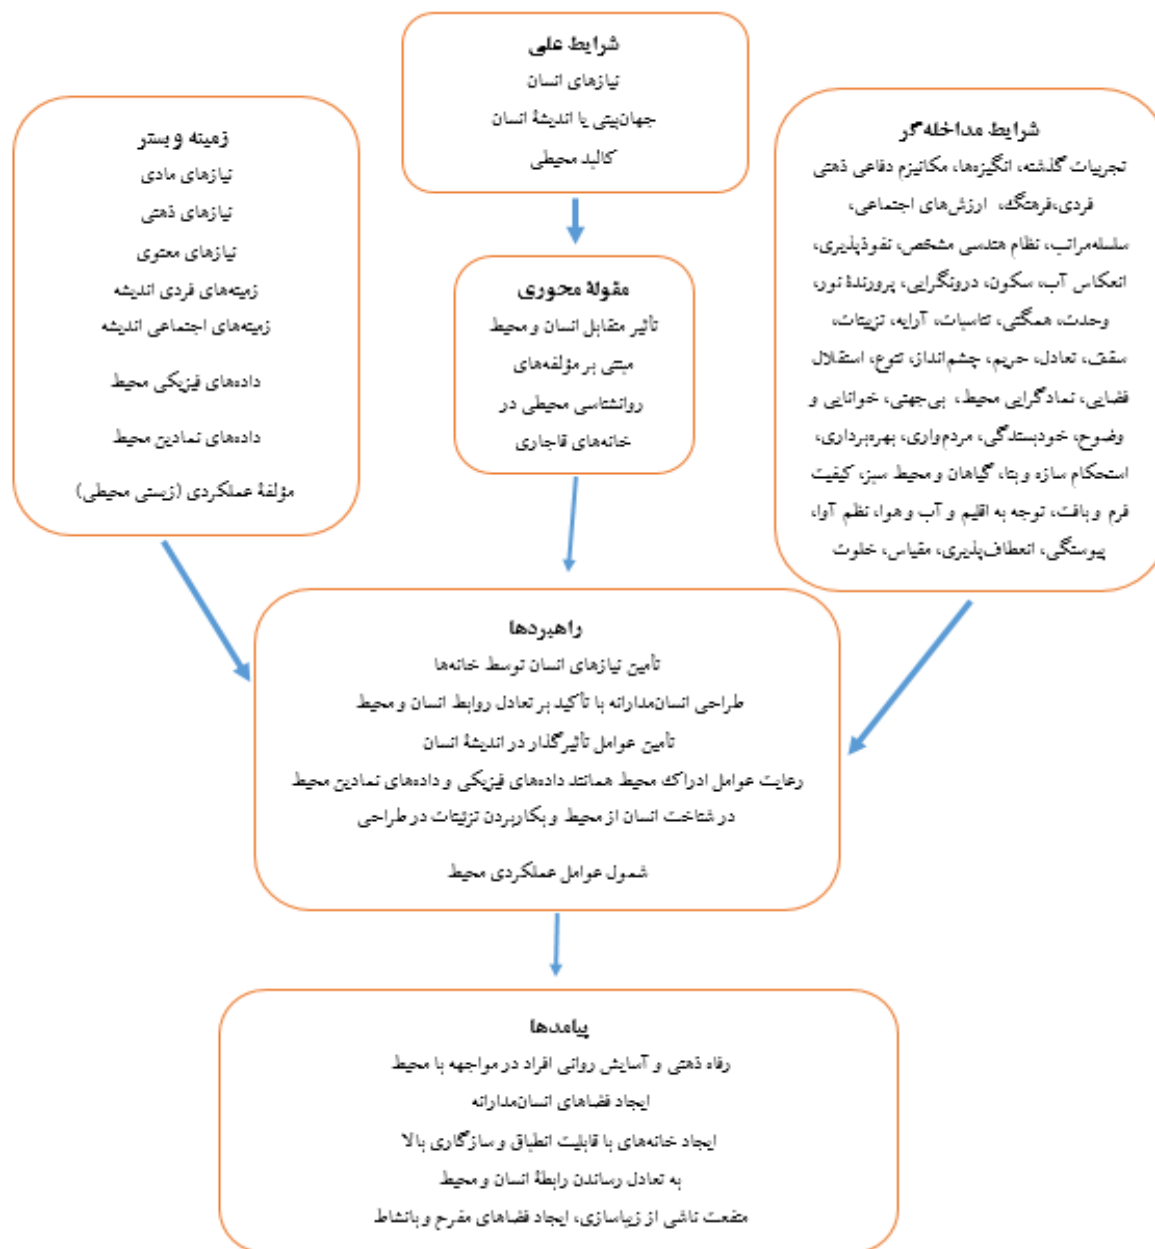 شرایط علی
نیازهای انسان
جهان‌بینی یا اندیشهٔ انسان
کالبد محیطی
شرایط مداخله‌گر
تجربیات گذشته، انگیزه‌ها، مکانیزم دفاعی ذهنی
فردی،فرهنگ، ارزش‌های اجتماعی،
سلسله‌مراتب، نظام هندسی مشخص، نفوذپذیری،
انعکاس آب، سکون، درونگرایی، پرورندهٔ نور،
وحدت، همگنی، تناسبات، آرایه، تزیینات،
سقف، تعادل، حریم، چشم‌انداز، تنوع، استقلال
فضایی، نمادگرایی محیط، بی‌جهتی، خوانایی و
وضوح، خودبسندگی، مردم‌واری، بهره‌برداری،
استحکام سازه و بنا، گیاهان و محیط سبز، کیفیت
فرم و بافت، توجه به اقلیم و آب و هوا، نظم آوا،
پیوستگی، انعطاف‌پذیری، مقیاس، خلوت
زمینه و بستر
نیازهای مادی
نیازهای ذهنی
نیازهای معنوی
زمینه‌های فردی اندیشه
زمینه‌های اجتماعی اندیشه
داده‌های فیزیکی محیط
داده‌های نمادین محیط
مؤلفهٔ عملکردی (زیستی محیطی)
مقولهٔ محوری
تأثیر متقابل انسان و محیط
مبتنی بر مؤلفه‌های
روانشناسی محیطی در
خانه‌های قاجاری
راهبردها
تأمین نیازهای انسان توسط خانه‌ها
طراحی انسان‌مدارانه با تأکید بر تعادل روابط انسان و محیط
تأمین عوامل تأثیرگذار در اندیشهٔ انسان
رعایت عوامل ادراک محیط همانند داده‌های فیزیکی و داده‌های نمادین محیط
در شناخت انسان از محیط و بکاربردن تزئینات در طراحی
شمول عوامل عملکردی محیط
پیامدها
رفاه ذهنی و آسایش روانی افراد در مواجهه با محیط
ایجاد فضاهای انسان‌مدارانه
ایجاد خانه‌های با قابلیت انطباق و سازگاری بالا
به تعادل رساندن رابطهٔ انسان و محیط
منفعت ناشی از زیباسازی، ایجاد فضاهای مفرح و بانشاط